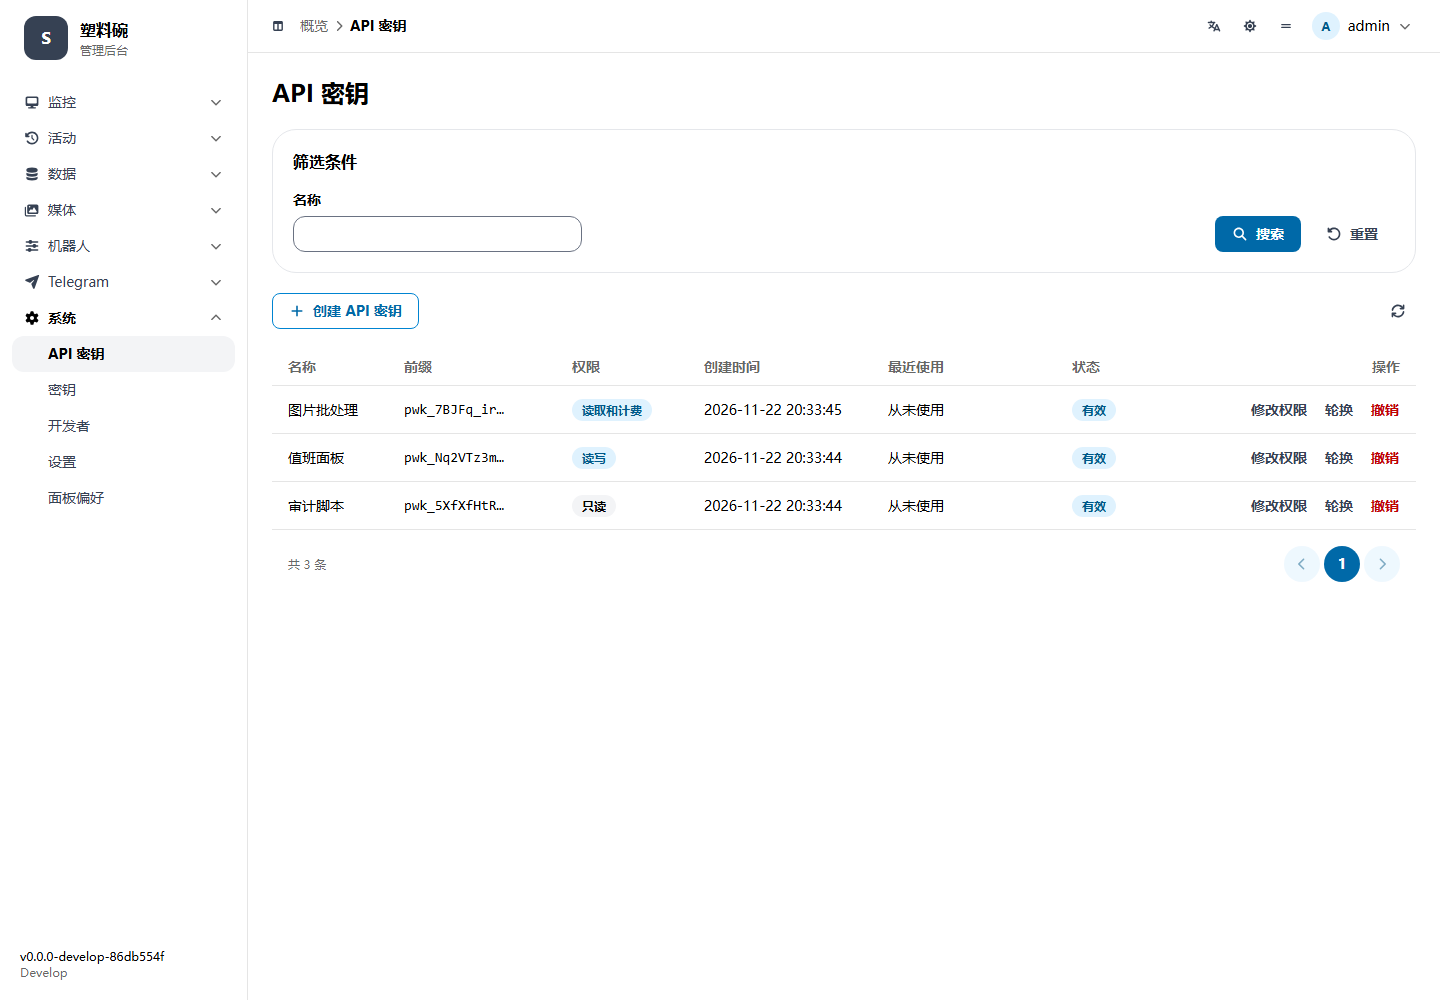 S
塑料碗
管理后台
监控
活动
数据
媒体
机器人
Telegram
系统
API 密钥
密钥
开发者
设置
面板偏好
v0.0.0-develop-86db554f
Develop
概览 > API 密钥
A admin
API 密钥
筛选条件
名称
搜索 重置
创建 API 密钥
名称 前缀 权限 创建时间 最近使用 状态 操作
图片批处理 pwk_7BJFq_ir… 读取和计费 2026-11-22 20:33:45 从未使用 有效 修改权限 轮换 撤销
值班面板 pwk_Nq2VTz3m… 读写 2026-11-22 20:33:44 从未使用 有效 修改权限 轮换 撤销
审计脚本 pwk_5XfXfHtR… 只读 2026-11-22 20:33:44 从未使用 有效 修改权限 轮换 撤销
共 3 条
1